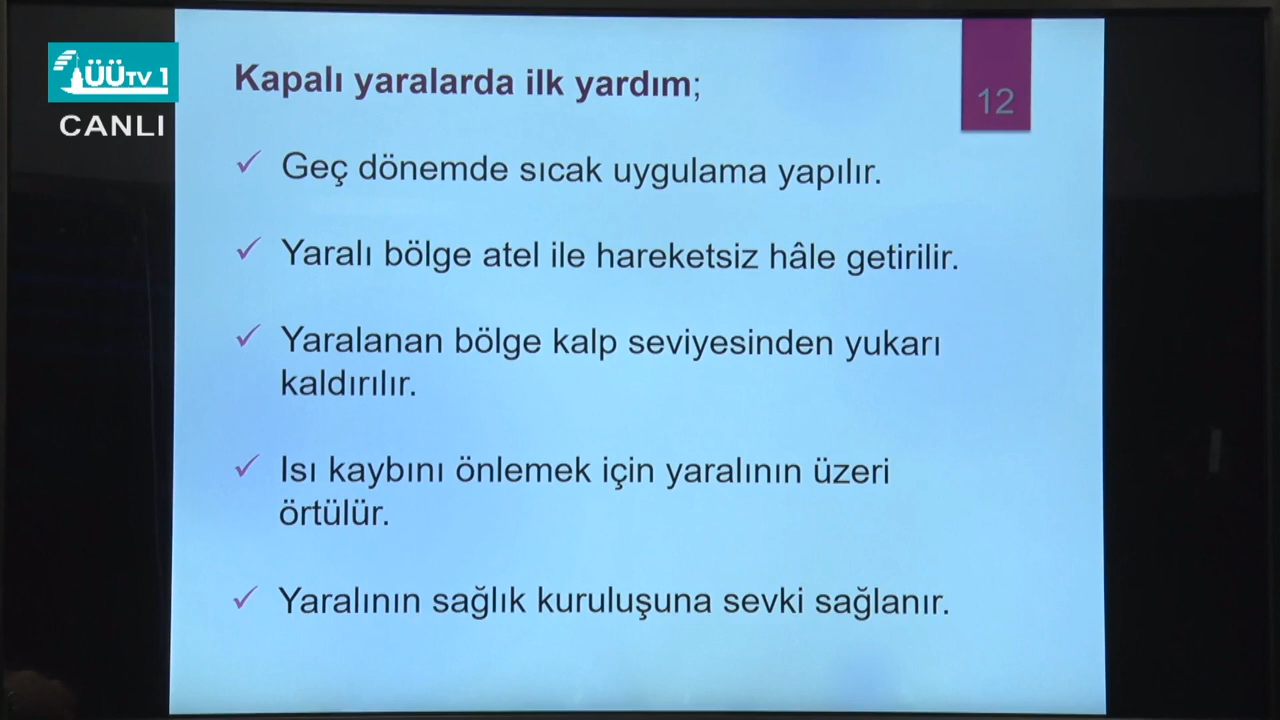 ÜÜTV 1
CANLI
Kapalı yaralarda ilk yardım;
12
Geç dönemde sıcak uygulama yapılır.
Yaralı bölge atel ile hareketsiz hâle getirilir.
Yaralanan bölge kalp seviyesinden yukarı
kaldırılır.
Isı kaybını önlemek için yaralının üzeri
örtülür.
Yaralının sağlık kuruluşuna sevki sağlanır.